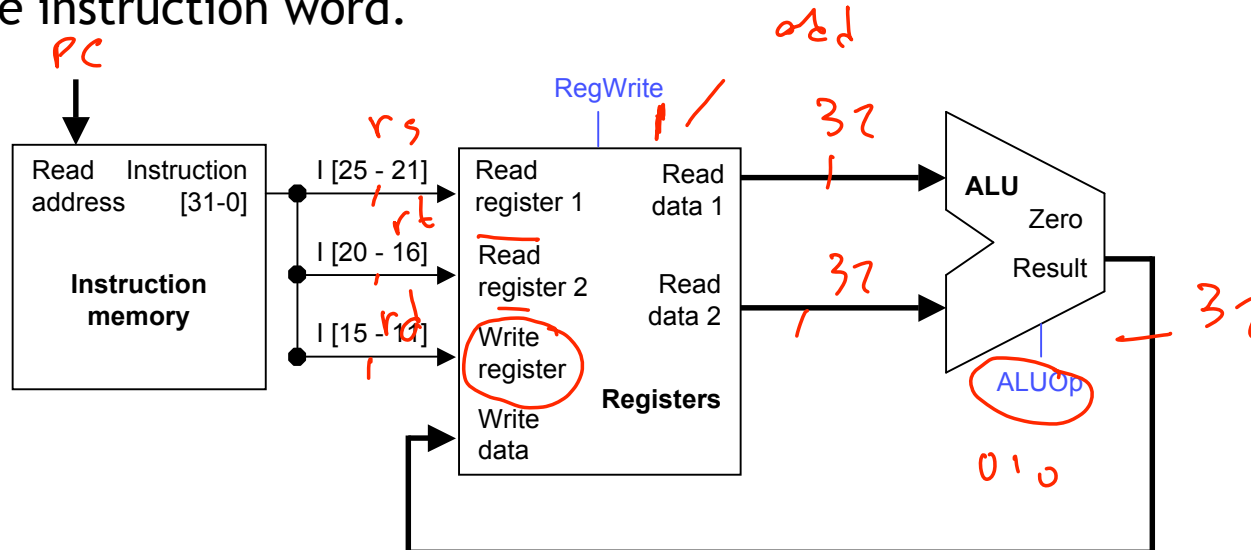 e instruction word.
PC
add
RegWrite
1
rs
32
Read address
Instruction [31-0]
I [25 - 21]
Read register 1
Read data 1
ALU
Zero
rt
I [20 - 16]
Read register 2
Read data 2
32
Result
Instruction memory
rd
I [15 - 11]
Write register
Registers
ALUOp
Write data
010